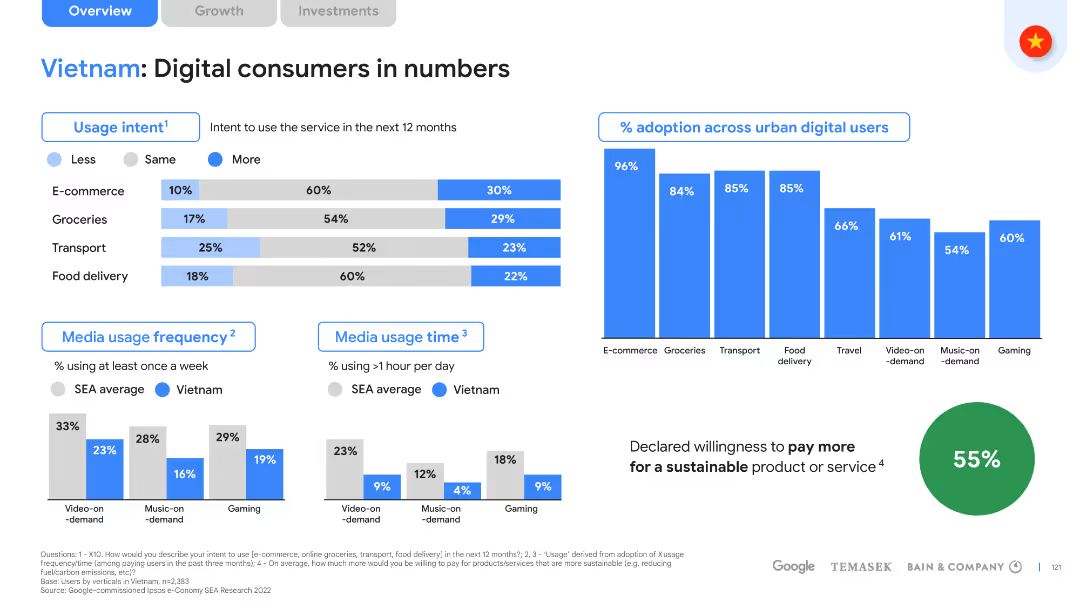 Overview
Growth
Investments
Vietnam: Digital consumers in numbers
Usage intent1
Intent to use the service in the next 12 months
Less
Same
More
E-commerce
10%
60%
30%
Groceries
17%
54%
29%
Transport
25%
52%
23%
Food delivery
18%
60%
22%
% adoption across urban digital users
96%
84%
85%
85%
66%
61%
54%
60%
E-commerce
Groceries
Transport
Food
delivery
Travel
Video-on
-demand
Music-on
-demand
Gaming
Media usage frequency 2
% using at least once a week
SEA average
Vietnam
33%
23%
28%
16%
29%
19%
Video-on
-demand
Music-on
-demand
Gaming
Media usage time 3
% using >1 hour per day
SEA average
Vietnam
23%
9%
12%
4%
18%
9%
Video-on
-demand
Music-on
-demand
Gaming
Declared willingness to pay more
for a sustainable product or service 4
55%
Questions: 1 - X10. How would you describe your intent to use [e-commerce, online groceries, transport, food delivery] in the next 12 months?; 2, 3 - 'Usage' derived from adoption of X usage
frequency/time (among paying users in the past three months); 4 - On average, how much more would you be willing to pay for products/services that are more sustainable (e.g. reducing
fuel/carbon emissions, etc)?
Base: Users by verticals in Vietnam, n=2,383
Source: Google-commissioned Ipsos e-Conomy SEA Research 2022
Google
TEMASEK
BAIN & COMPANY
121